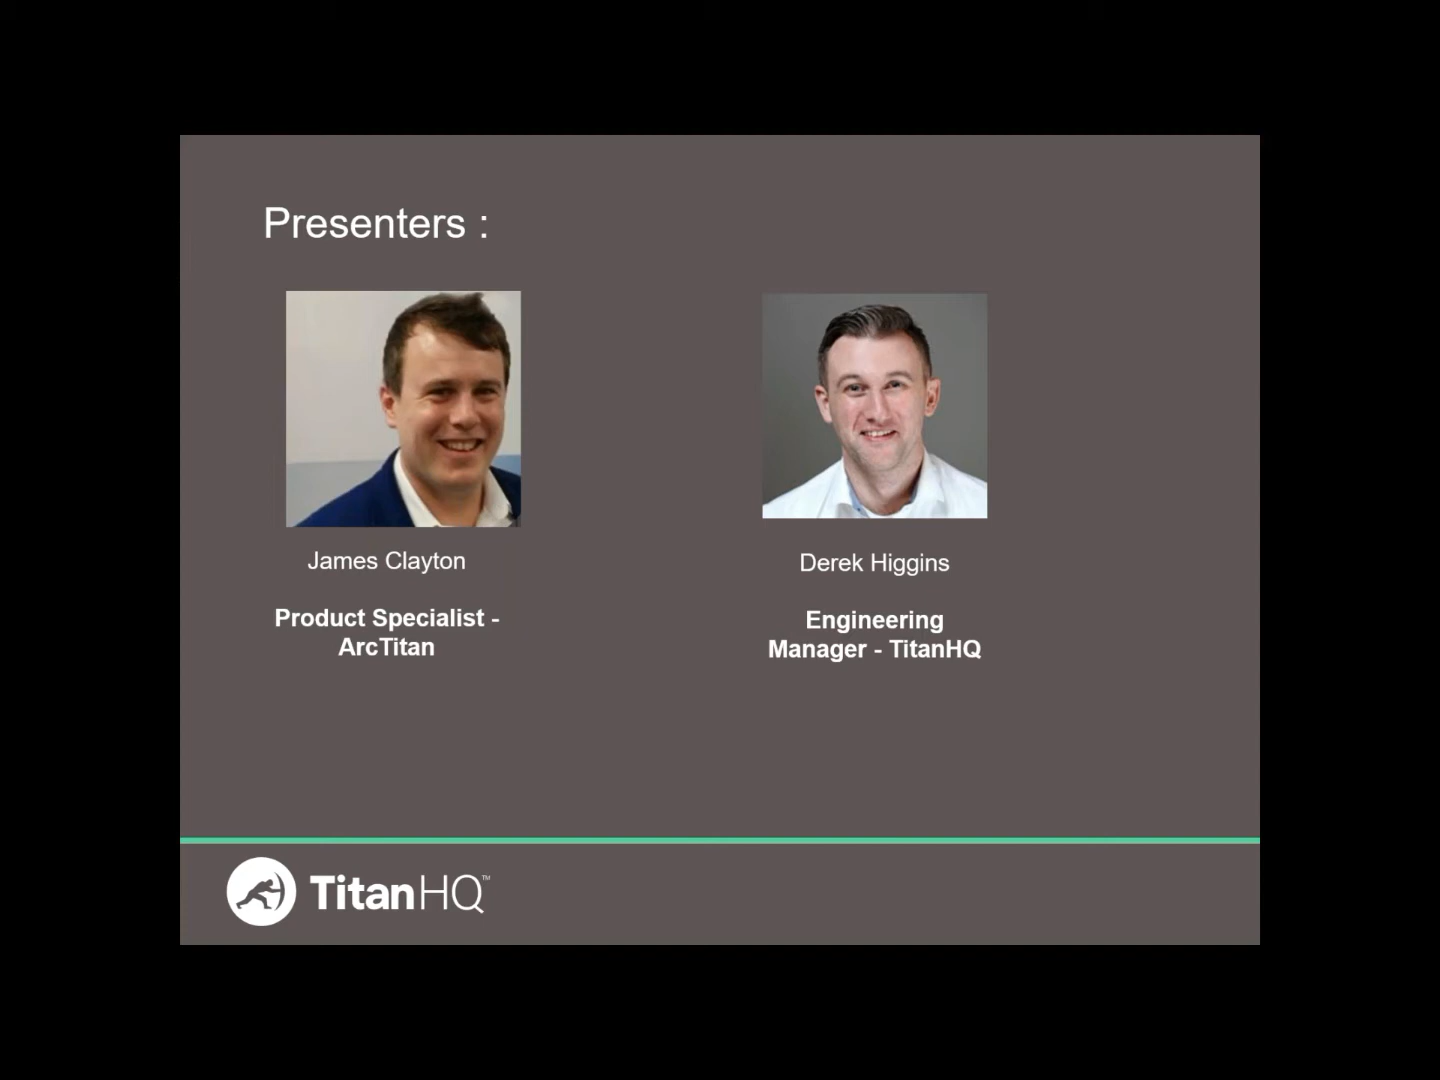 Presenters :
James Clayton
Product Specialist -
ArcTitan
Derek Higgins
Engineering
Manager - TitanHQ
TitanHQ™